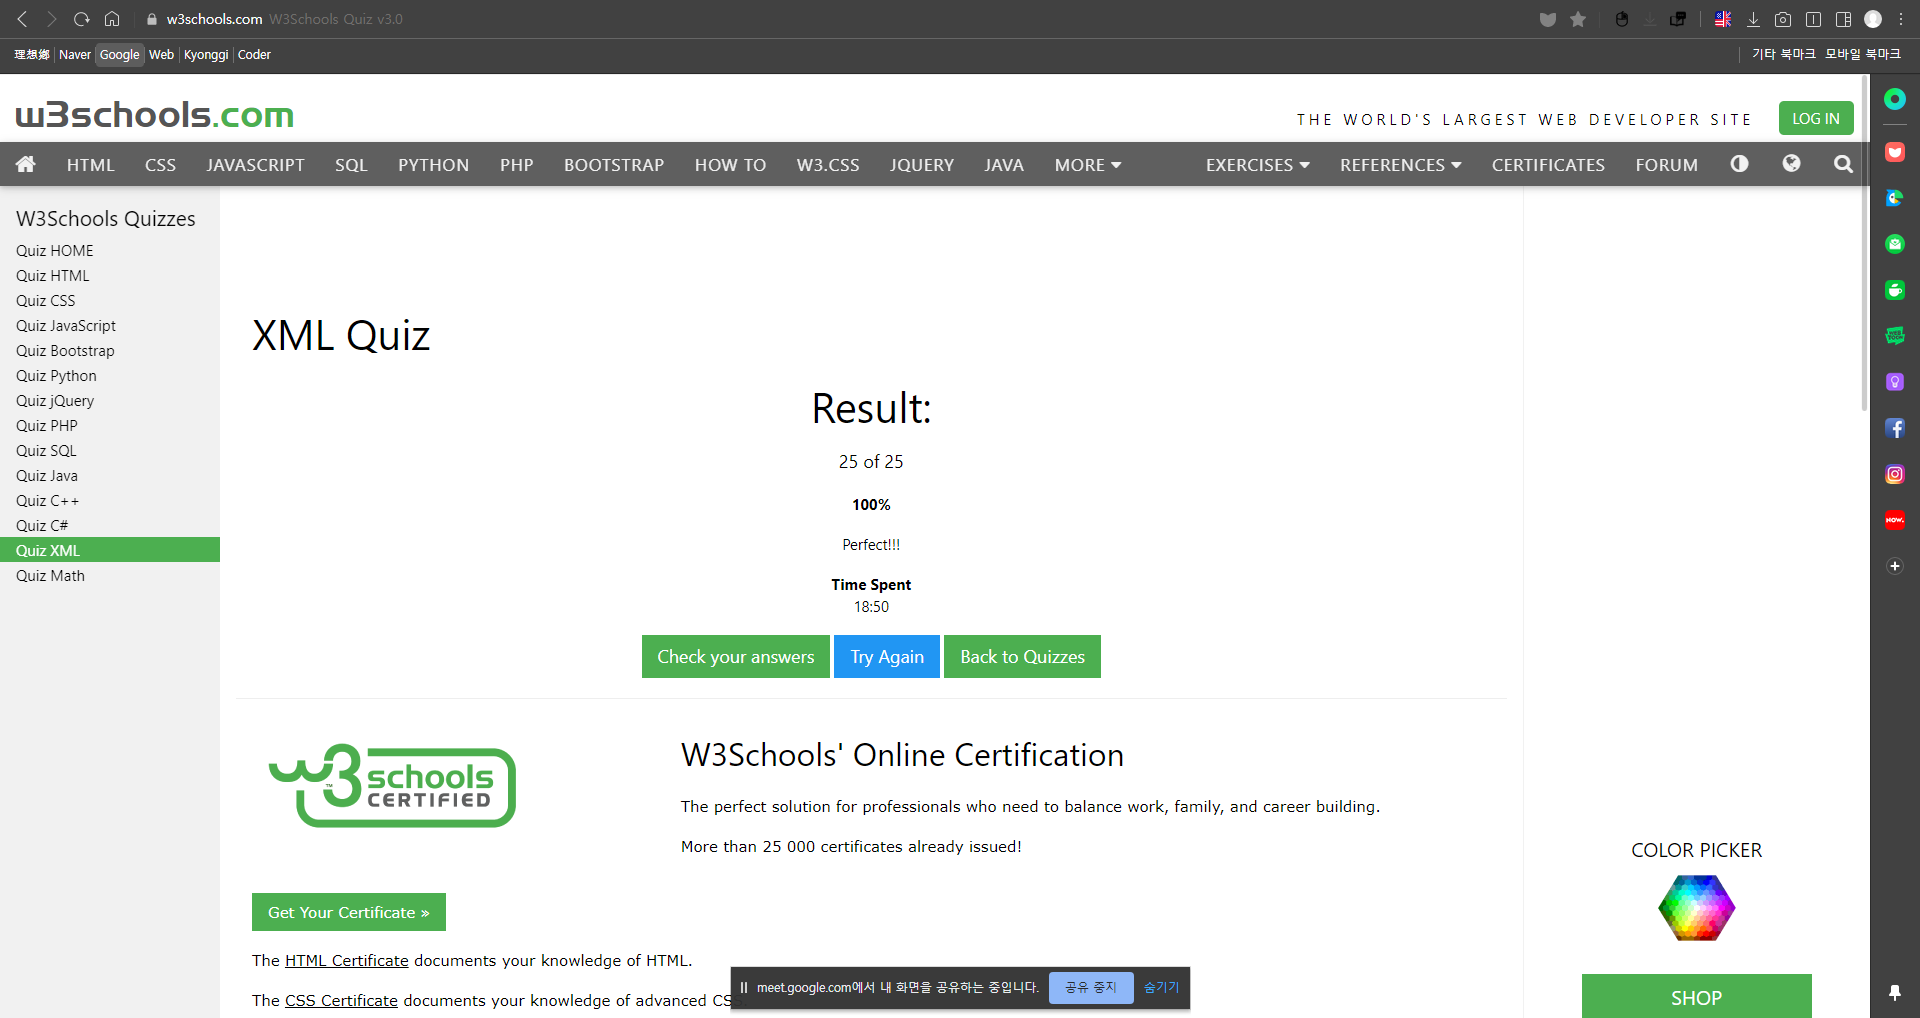 w3schools.com W3Schools Quiz v3.0
理想鄕 Naver Google Web Kyonggi Coder 기타 북마크 모바일 북마크
w3schools.com
THE WORLD'S LARGEST WEB DEVELOPER SITE LOG IN
HTML CSS JAVASCRIPT SQL PYTHON PHP BOOTSTRAP HOW TO W3.CSS JQUERY JAVA MORE EXERCISES REFERENCES CERTIFICATES FORUM
W3Schools Quizzes
Quiz HOME
Quiz HTML
Quiz CSS
Quiz JavaScript
Quiz Bootstrap
Quiz Python
Quiz jQuery
Quiz PHP
Quiz SQL
Quiz Java
Quiz C++
Quiz C#
Quiz XML
Quiz Math
XML Quiz
Result:
25 of 25
100%
Perfect!!!
Time Spent
18:50
Check your answers Try Again Back to Quizzes
w3schools CERTIFIED
W3Schools' Online Certification
The perfect solution for professionals who need to balance work, family, and career building.
More than 25 000 certificates already issued!
Get Your Certificate »
The HTML Certificate documents your knowledge of HTML.
The CSS Certificate documents your knowledge of advanced CSS.
COLOR PICKER
SHOP
meet.google.com에서 내 화면을 공유하는 중입니다. 공유 중지 숨기기
NOW.